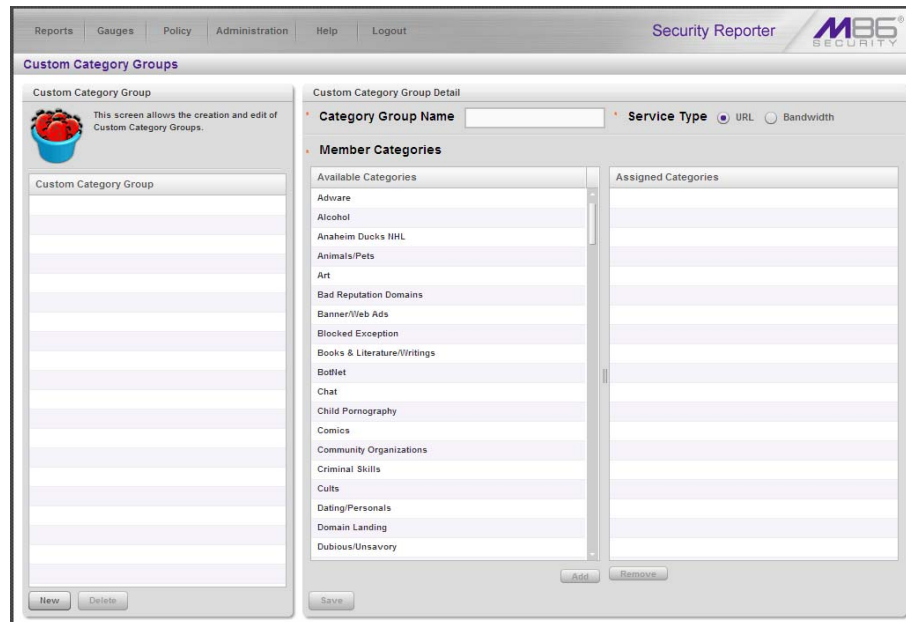 Reports Gauges Policy Administration Help Logout
Security Reporter
M86®
SECURITY
Custom Category Groups
Custom Category Group
This screen allows the creation and edit of
Custom Category Groups.
Custom Category Group
New Delete
Custom Category Group Detail
* Category Group Name * Service Type URL Bandwidth
* Member Categories
Available Categories
Adware
Alcohol
Anaheim Ducks NHL
Animals/Pets
Art
Bad Reputation Domains
Banner/Web Ads
Blocked Exception
Books & Literature/Writings
BotNet
Chat
Child Pornography
Comics
Community Organizations
Criminal Skills
Cults
Dating/Personals
Domain Landing
Dubious/Unsavory
Assigned Categories
Add Remove
Save